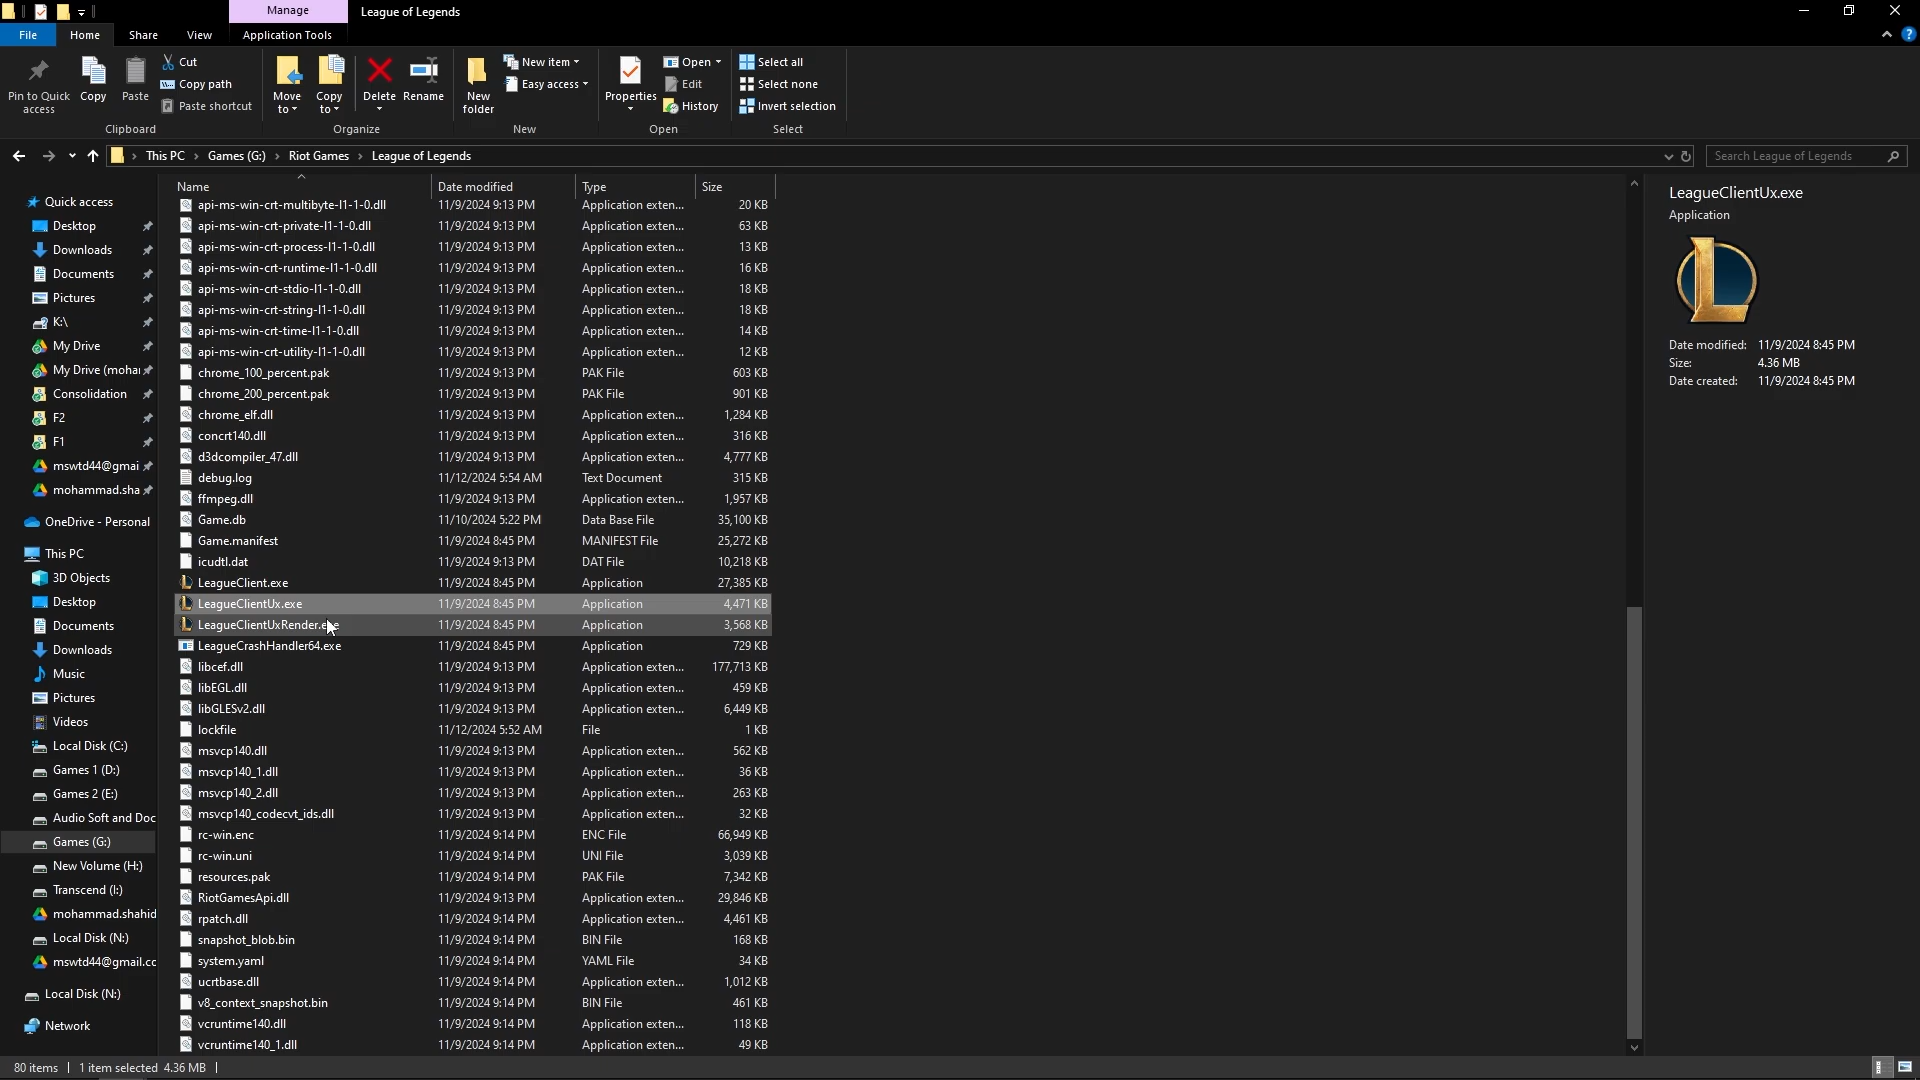 Manage
League of Legends
File
Home
Share
View
Application Tools
Pin to Quick access
Copy
Paste
Cut
Copy path
Paste shortcut
Clipboard
Move to
Copy to
Delete
Rename
Organize
New folder
New item
Easy access
New
Properties
Open
Edit
History
Open
Select all
Select none
Invert selection
Select
This PC > Games (G:) > Riot Games > League of Legends
Search League of Legends
Name Date modified Type Size
Quick access
Desktop
Downloads
Documents
Pictures
K:\
My Drive
My Drive (mohar
Consolidation
F2
F1
mswtd44@gmai
mohammad.sha
OneDrive - Personal
This PC
3D Objects
Desktop
Documents
Downloads
Music
Pictures
Videos
Local Disk (C:)
Games 1 (D:)
Games 2 (E:)
Audio Soft and Doc
Games (G:)
New Volume (H:)
Transcend (I:)
mohammad.shahid
Local Disk (N:)
mswtd44@gmail.cc
Local Disk (N:)
Network
api-ms-win-crt-multibyte-l1-1-0.dll 11/9/2024 9:13 PM Application exten... 20 KB
api-ms-win-crt-private-l1-1-0.dll 11/9/2024 9:13 PM Application exten... 63 KB
api-ms-win-crt-process-l1-1-0.dll 11/9/2024 9:13 PM Application exten... 13 KB
api-ms-win-crt-runtime-l1-1-0.dll 11/9/2024 9:13 PM Application exten... 16 KB
api-ms-win-crt-stdio-l1-1-0.dll 11/9/2024 9:13 PM Application exten... 18 KB
api-ms-win-crt-string-l1-1-0.dll 11/9/2024 9:13 PM Application exten... 18 KB
api-ms-win-crt-time-l1-1-0.dll 11/9/2024 9:13 PM Application exten... 14 KB
api-ms-win-crt-utility-l1-1-0.dll 11/9/2024 9:13 PM Application exten... 12 KB
chrome_100_percent.pak 11/9/2024 9:13 PM PAK File 603 KB
chrome_200_percent.pak 11/9/2024 9:13 PM PAK File 901 KB
chrome_elf.dll 11/9/2024 9:13 PM Application exten... 1,284 KB
concrt140.dll 11/9/2024 9:13 PM Application exten... 316 KB
d3dcompiler_47.dll 11/9/2024 9:13 PM Application exten... 4,777 KB
debug.log 11/12/2024 5:54 AM Text Document 315 KB
ffmpeg.dll 11/9/2024 9:13 PM Application exten... 1,957 KB
Game.db 11/10/2024 5:22 PM Data Base File 35,100 KB
Game.manifest 11/9/2024 8:45 PM MANIFEST File 25,272 KB
icudtl.dat 11/9/2024 9:13 PM DAT File 10,218 KB
LeagueClient.exe 11/9/2024 8:45 PM Application 27,385 KB
LeagueClientUx.exe 11/9/2024 8:45 PM Application 4,471 KB
LeagueClientUxRender.exe 11/9/2024 8:45 PM Application 3,568 KB
LeagueCrashHandler64.exe 11/9/2024 8:45 PM Application 729 KB
libcef.dll 11/9/2024 9:13 PM Application exten... 177,713 KB
libEGL.dll 11/9/2024 9:13 PM Application exten... 459 KB
libGLESv2.dll 11/9/2024 9:13 PM Application exten... 6,449 KB
lockfile 11/12/2024 5:52 AM File 1 KB
msvcp140.dll 11/9/2024 9:13 PM Application exten... 562 KB
msvcp140_1.dll 11/9/2024 9:13 PM Application exten... 36 KB
msvcp140_2.dll 11/9/2024 9:13 PM Application exten... 263 KB
msvcp140_codecvt_ids.dll 11/9/2024 9:13 PM Application exten... 32 KB
rc-win.enc 11/9/2024 9:14 PM ENC File 66,949 KB
rc-win.uni 11/9/2024 9:14 PM UNI File 3,039 KB
resources.pak 11/9/2024 9:14 PM PAK File 7,342 KB
RiotGamesApi.dll 11/9/2024 9:13 PM Application exten... 29,846 KB
rpatch.dll 11/9/2024 9:14 PM Application exten... 4,461 KB
snapshot_blob.bin 11/9/2024 9:14 PM BIN File 168 KB
system.yaml 11/9/2024 9:14 PM YAML File 34 KB
ucrtbase.dll 11/9/2024 9:14 PM Application exten... 1,012 KB
v8_context_snapshot.bin 11/9/2024 9:14 PM BIN File 461 KB
vcruntime140.dll 11/9/2024 9:14 PM Application exten... 118 KB
vcruntime140_1.dll 11/9/2024 9:14 PM Application exten... 49 KB
LeagueClientUx.exe
Application
Date modified: 11/9/2024 8:45 PM
Size: 4.36 MB
Date created: 11/9/2024 8:45 PM
80 items
1 item selected 4.36 MB